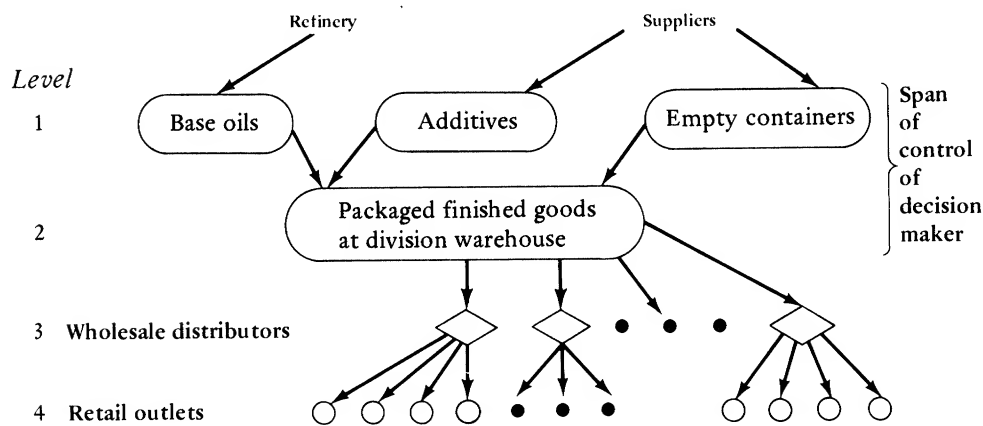 Refinery
Suppliers
Level
1
Base oils
Additives
Empty containers
Span
of
control
of
decision
maker
2
Packaged finished goods
at division warehouse
3 Wholesale distributors
4 Retail outlets